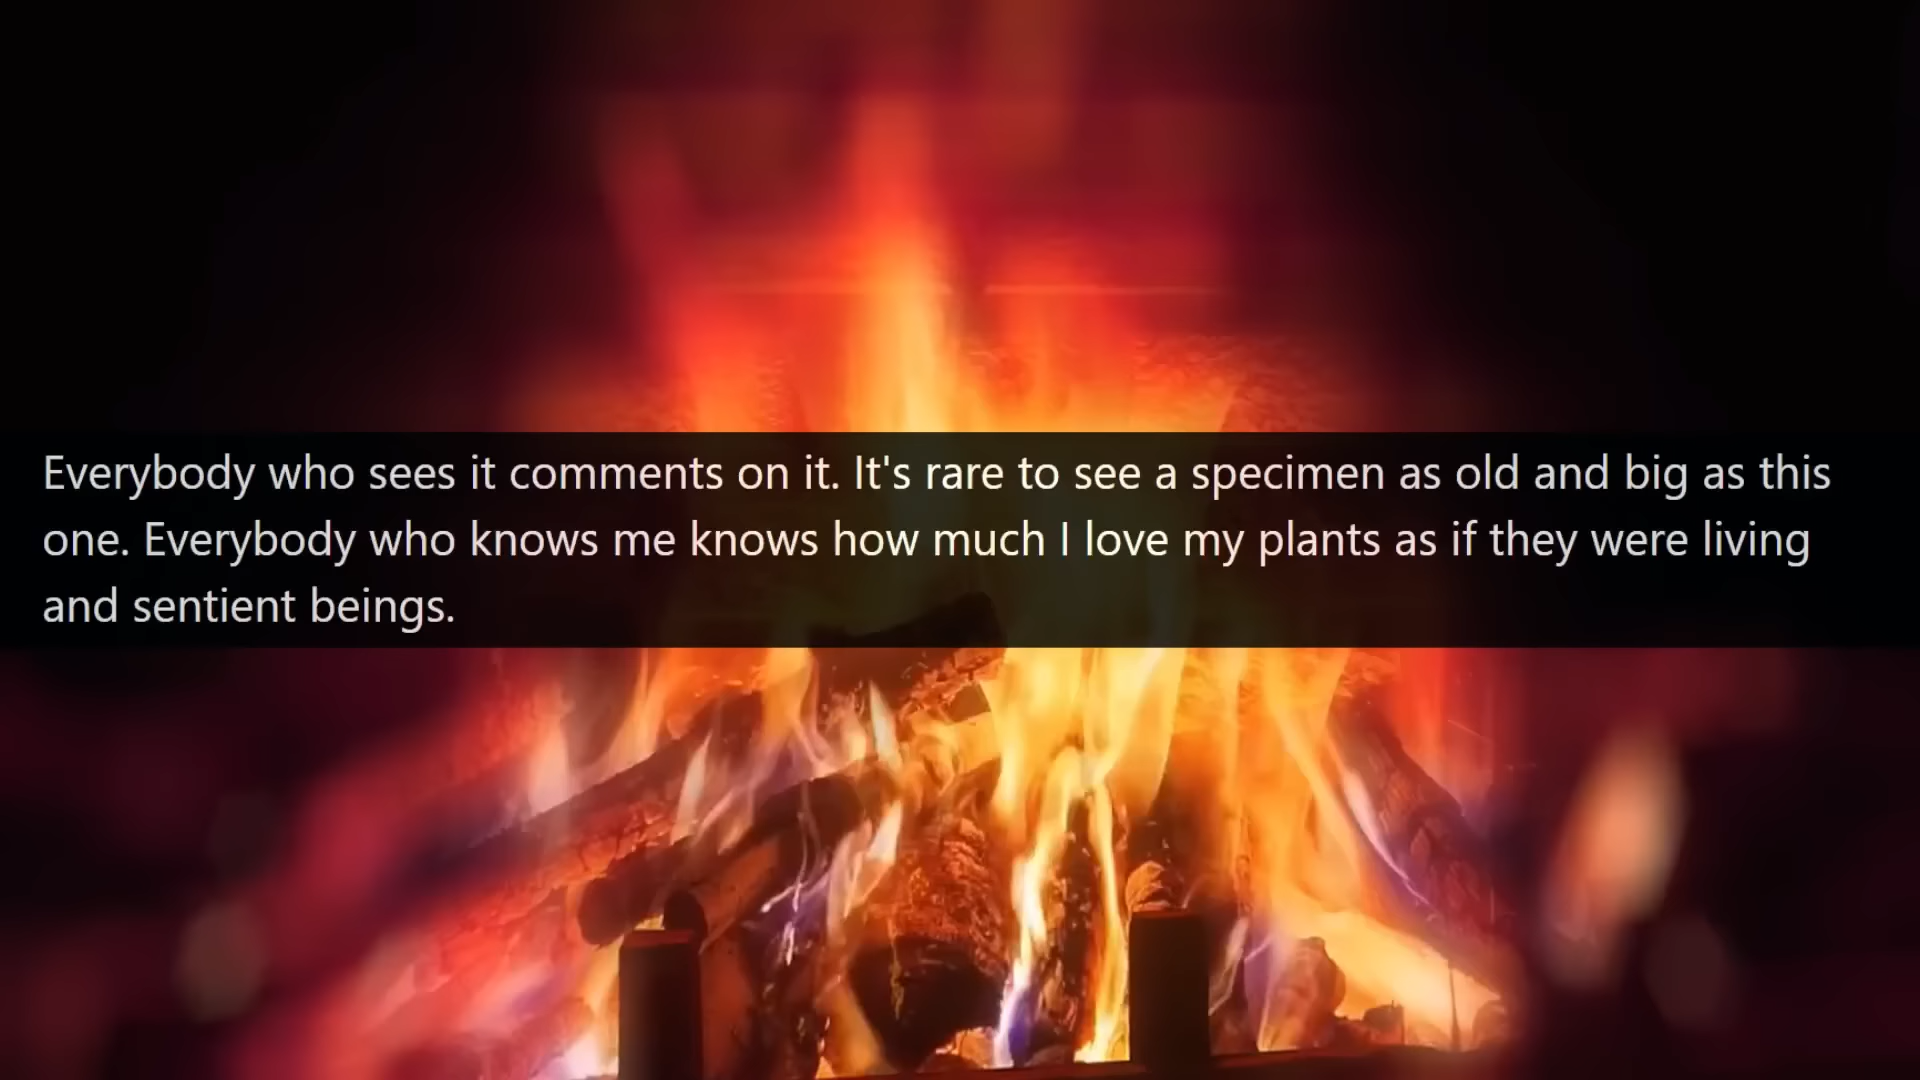 Everybody who sees it comments on it. It's rare to see a specimen as old and big as this
one. Everybody who knows me knows how much I love my plants as if they were living
and sentient beings.